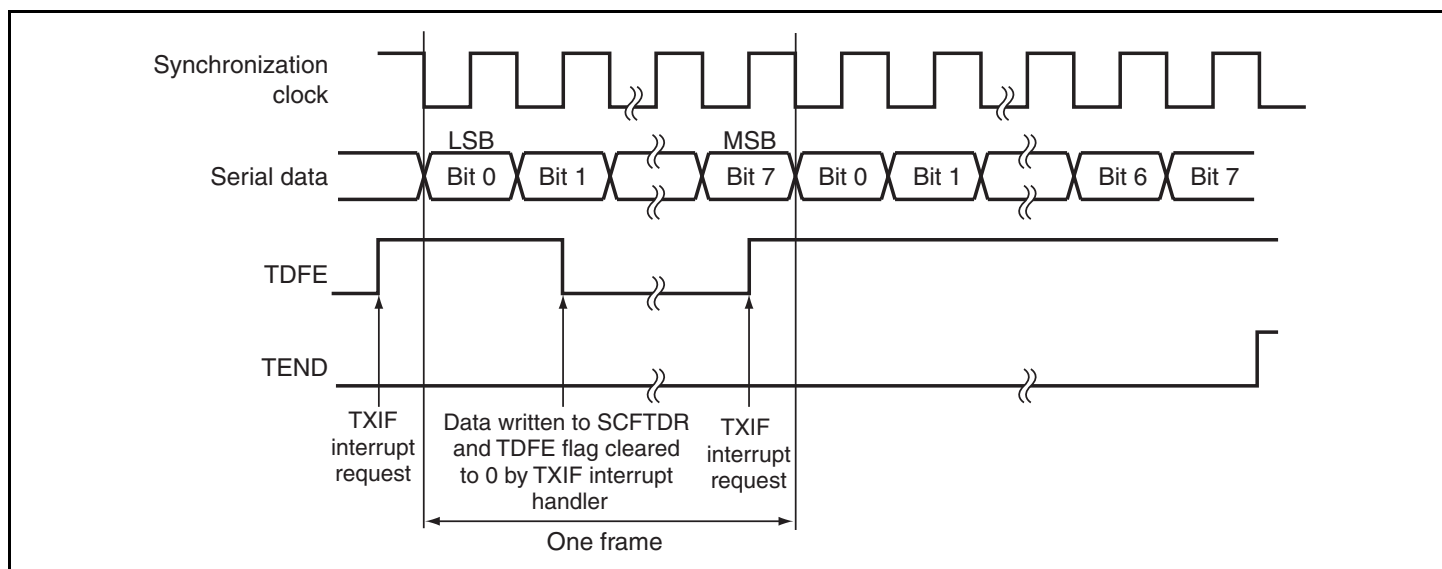 Synchronization
clock
LSB
MSB
Serial data
Bit 0
Bit 1
Bit 7
Bit 0
Bit 1
Bit 6
Bit 7
TDFE
TEND
TXIF
interrupt
request
Data written to SCFTDR
and TDFE flag cleared
to 0 by TXIF interrupt
handler
TXIF
interrupt
request
One frame